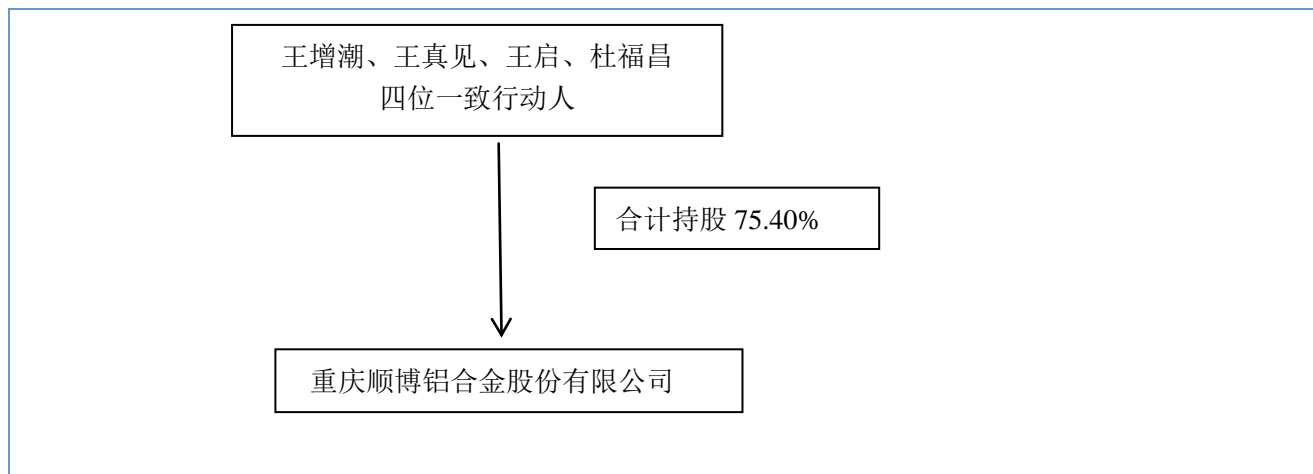 王增潮、王真见、王启、杜福昌
四位一致行动人
合计持股 75.40%
重庆顺博铝合金股份有限公司